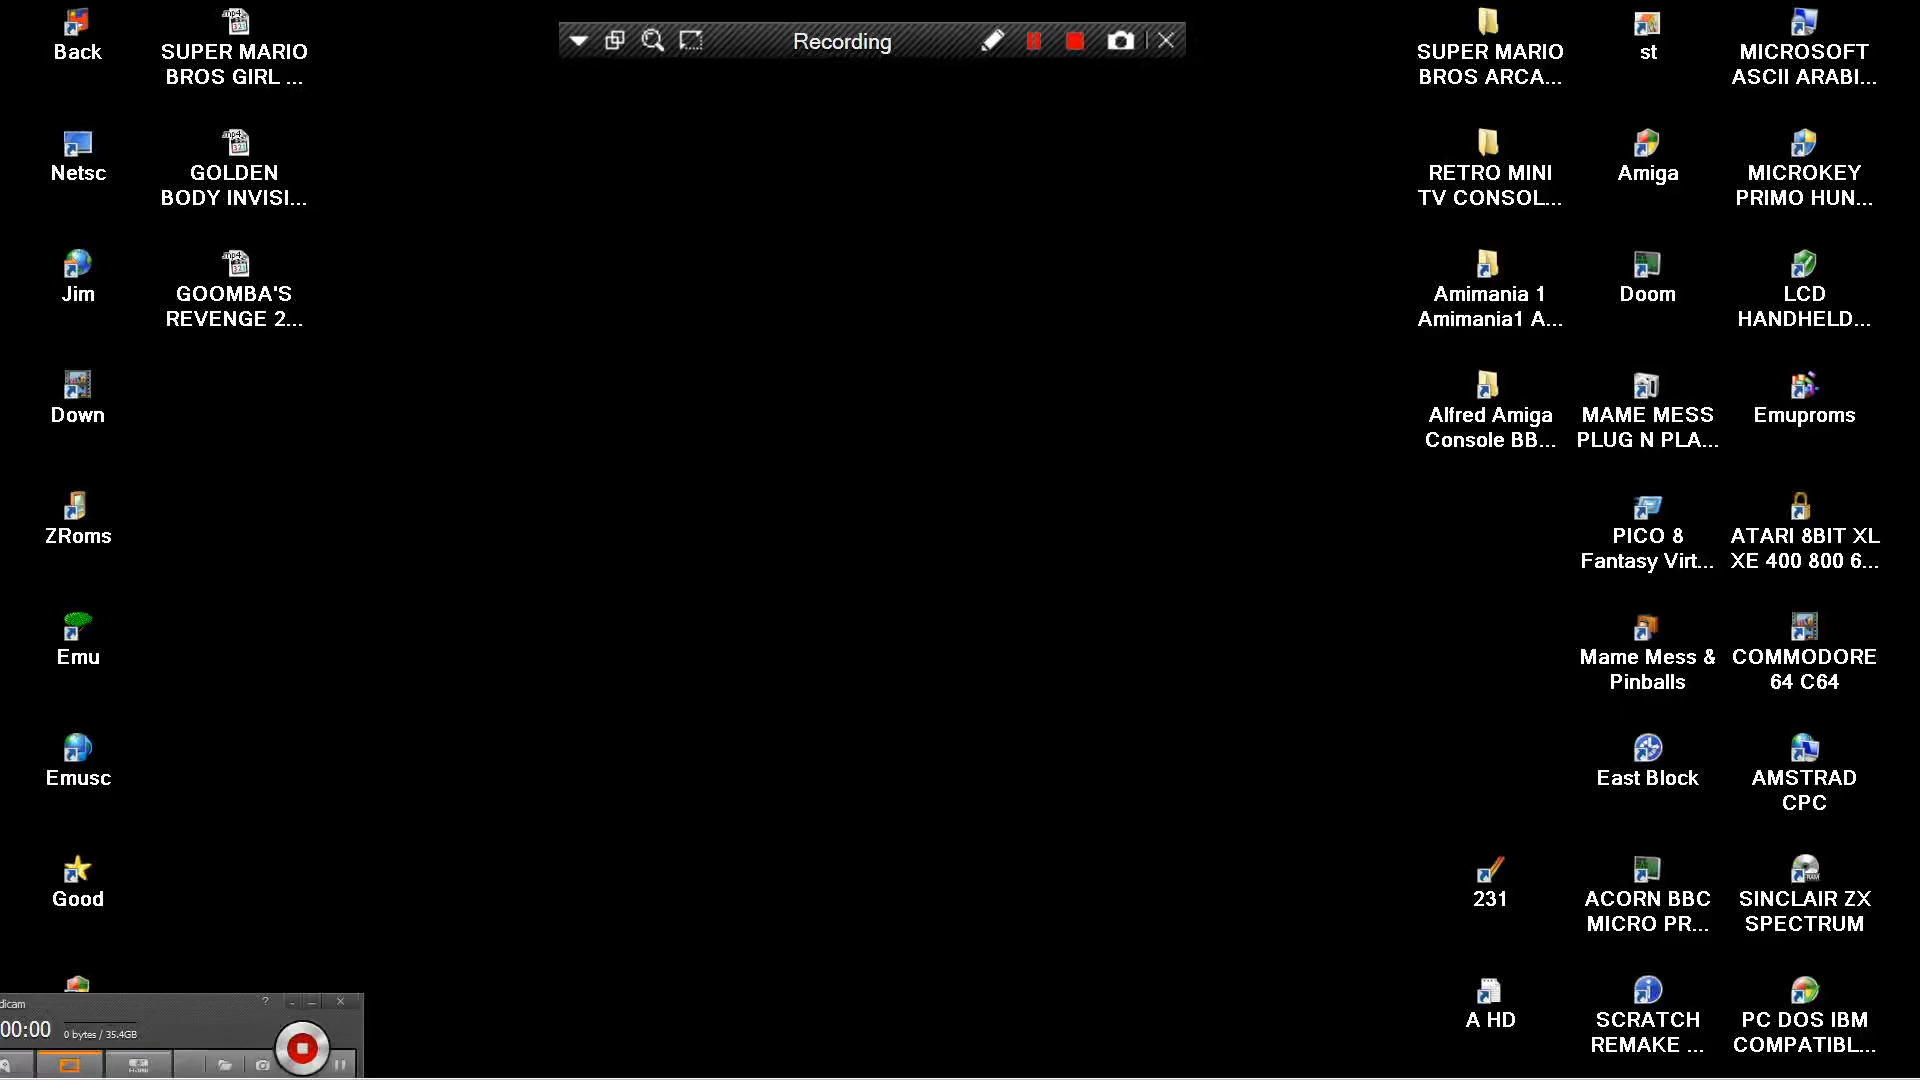 Recording
Back
SUPER MARIO
BROS GIRL ...
SUPER MARIO
BROS ARCA...
st
MICROSOFT
ASCII ARABI...
Netsc
GOLDEN
BODY INVISI...
RETRO MINI
TV CONSOL...
Amiga
MICROKEY
PRIMO HUN...
Jim
GOOMBA'S
REVENGE 2...
Amimania 1
Amimania1 A...
Doom
LCD
HANDHELD...
Down
Alfred Amiga
Console BB...
MAME MESS
PLUG N PLA...
Emuproms
ZRoms
PICO 8
Fantasy Virt...
ATARI 8BIT XL
XE 400 800 6...
Emu
Mame Mess &
Pinballs
COMMODORE
64 C64
Emusc
East Block
AMSTRAD
CPC
Good
231
ACORN BBC
MICRO PR...
SINCLAIR ZX
SPECTRUM
A HD
SCRATCH
REMAKE ...
PC DOS IBM
COMPATIBL...
dicam
00:00
0 bytes / 35.4GB